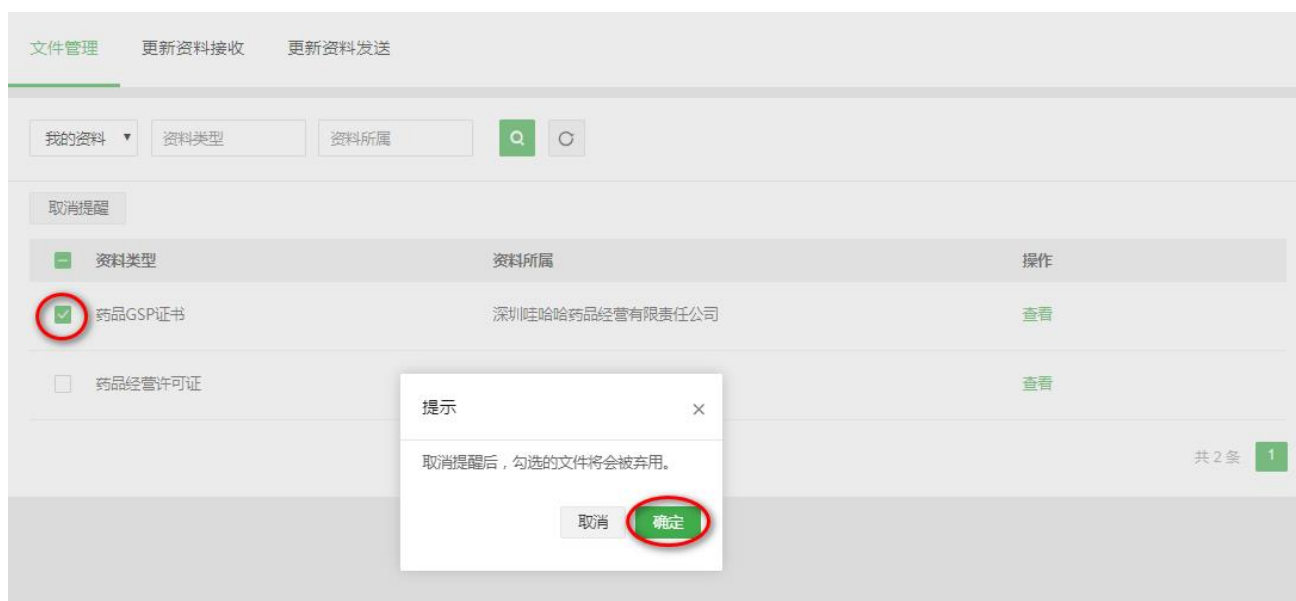 文件管理 更新资料接收 更新资料发送
我的资料 资料类型 资料所属
取消提醒
资料类型 资料所属 操作
药品GSP证书 深圳哇哈哈药品经营有限责任公司 查看
药品经营许可证 查看
提示
取消提醒后，勾选的文件将会被弃用。
共 2 条 1
取消 确定